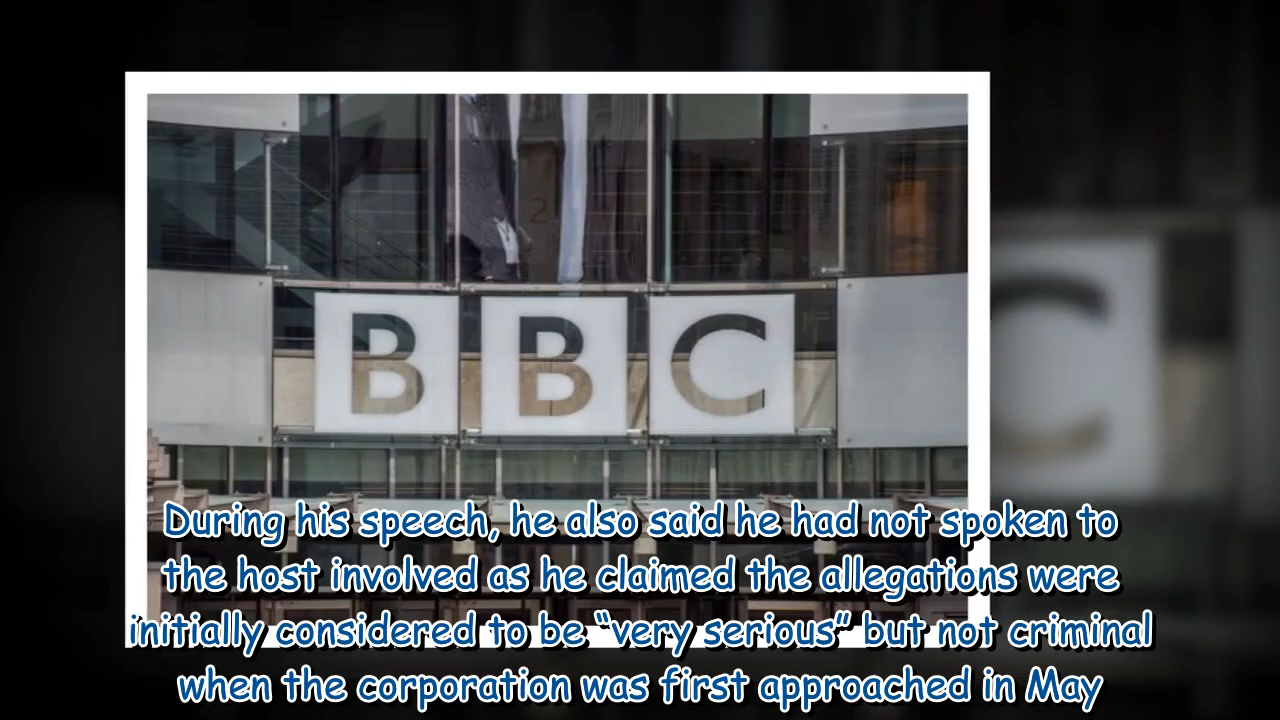 BBC
During his speech, he also said he had not spoken to
the host involved as he claimed the allegations were
initially considered to be “very serious” but not criminal
when the corporation was first approached in May